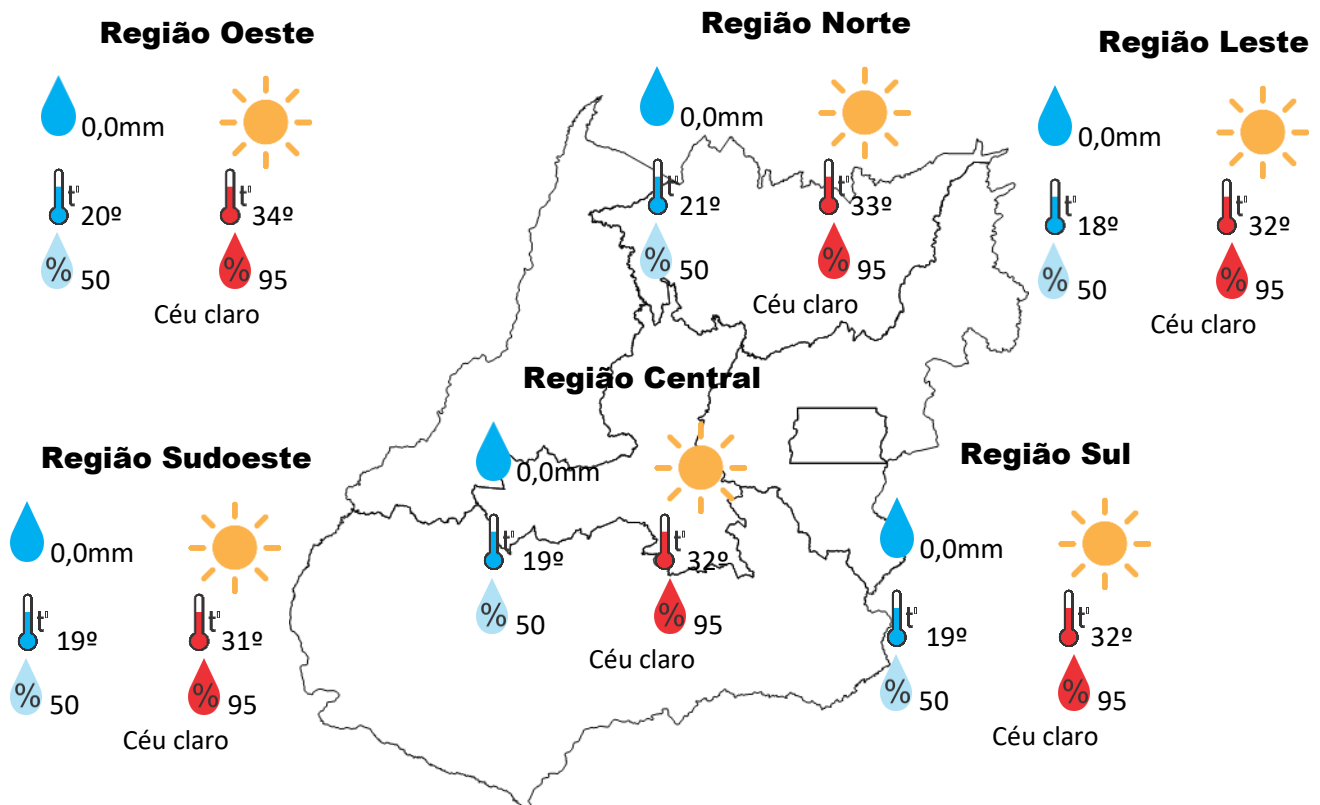 Região Oeste
0,0mm
t°
20º
t°
34º
% 50
% 95
Céu claro
Região Norte
0,0mm
t°
21º
t°
33º
% 50
% 95
Céu claro
Região Leste
0,0mm
t°
18º
t°
32º
% 50
% 95
Céu claro
Região Central
0,0mm
t°
19º
t°
32º
% 50
% 95
Céu claro
Região Sudoeste
0,0mm
t°
19º
t°
31º
% 50
% 95
Céu claro
Região Sul
0,0mm
t°
19º
t°
32º
% 50
% 95
Céu claro